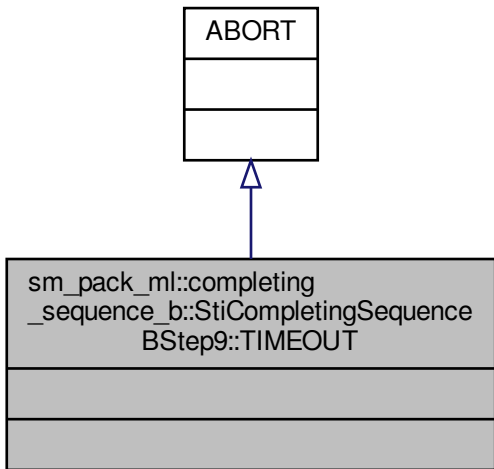 ABORT
sm_pack_ml::completing
_sequence_b::StiCompletingSequence
BStep9::TIMEOUT